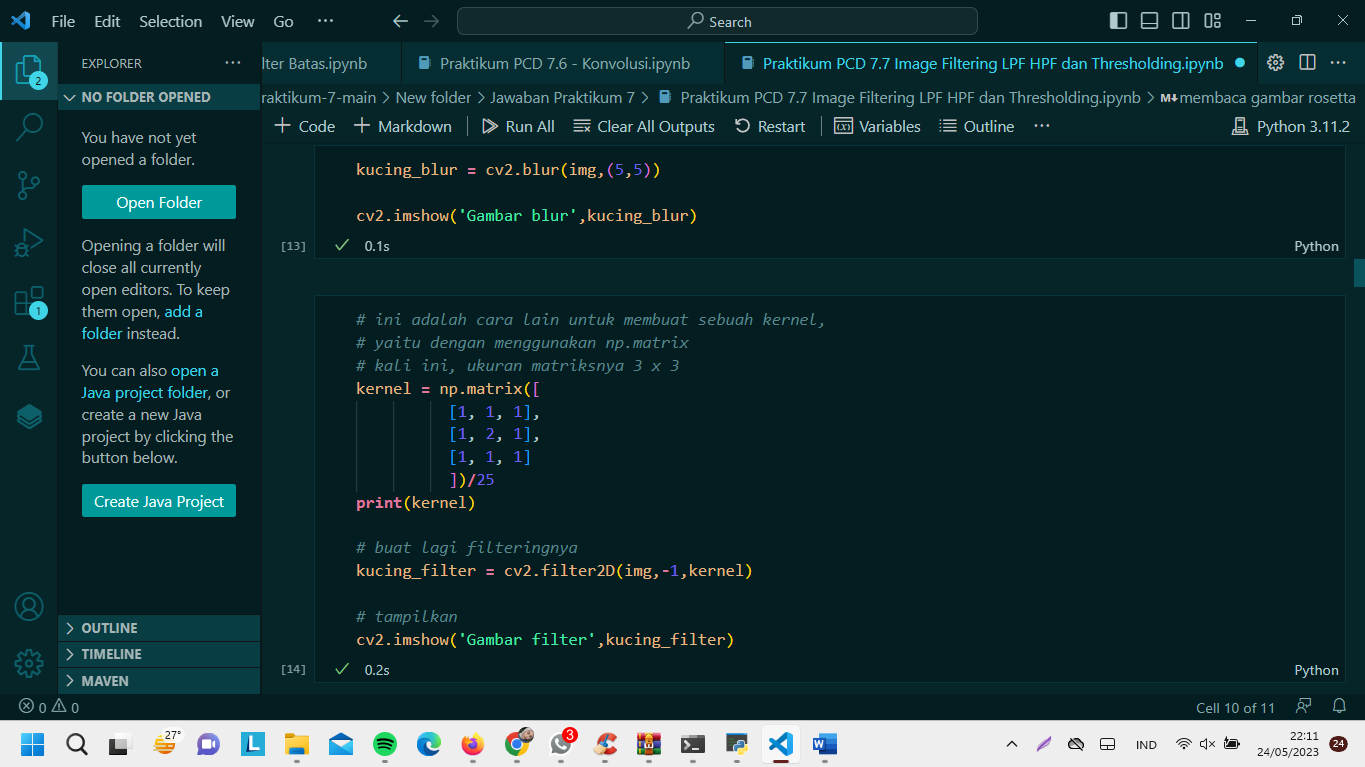 File Edit Selection View Go ··· Search
EXPLORER ···
lter Batas.ipynb Praktikum PCD 7.6 - Konvolusi.ipynb Praktikum PCD 7.7 Image Filtering LPF HPF dan Thresholding.ipynb ···
NO FOLDER OPENED
raktikum-7-main > New folder > Jawaban Praktikum 7 > Praktikum PCD 7.7 Image Filtering LPF HPF dan Thresholding.ipynb > M↓membaca gambar rosetta
+ Code + Markdown Run All Clear All Outputs Restart Variables Outline ··· Python 3.11.2
You have not yet
opened a folder.
Open Folder
Opening a folder will
close all currently
open editors. To keep
them open, add a
folder instead.
You can also open a
Java project folder, or
create a new Java
project by clicking the
button below.
Create Java Project
OUTLINE
TIMELINE
MAVEN
2
1
kucing_blur = cv2.blur(img,(5,5))
cv2.imshow('Gambar blur',kucing_blur)
[13] ✓ 0.1s Python
# ini adalah cara lain untuk membuat sebuah kernel,
# yaitu dengan menggunakan np.matrix
# kali ini, ukuran matriksnya 3 x 3
kernel = np.matrix([
[1, 1, 1],
[1, 2, 1],
[1, 1, 1]
])/25
print(kernel)
# buat lagi filteringnya
kucing_filter = cv2.filter2D(img,-1,kernel)
# tampilkan
cv2.imshow('Gambar filter',kucing_filter)
[14] ✓ 0.2s Python
0 0 Cell 10 of 11
27° L 3 W IND 22:11
24/05/2023 24